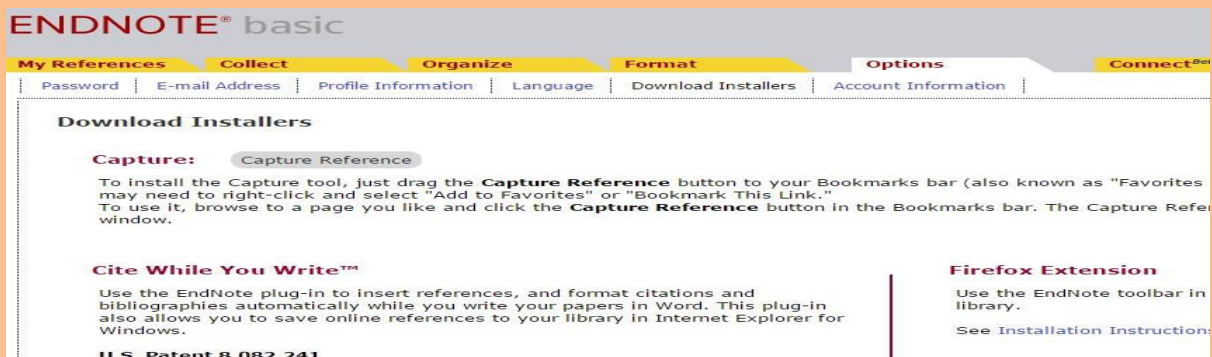 ENDNOTE® basic
My References Collect Organize Format Options Connect
Password E-mail Address Profile Information Language Download Installers Account Information
Download Installers
Capture: Capture Reference
To install the Capture tool, just drag the Capture Reference button to your Bookmarks bar (also known as "Favorites
may need to right-click and select "Add to Favorites" or "Bookmark This Link."
To use it, browse to a page you like and click the Capture Reference button in the Bookmarks bar. The Capture
window.
Cite While You Write™
Use the EndNote plug-in to insert references, and format citations and
bibliographies automatically while you write your papers in Word. This plug-in
also allows you to save online references to your library in Internet Explorer for
Windows.
U.S. Patent 8,082,241
Firefox Extension
Use the EndNote toolbar in
library.
See Installation Instructions